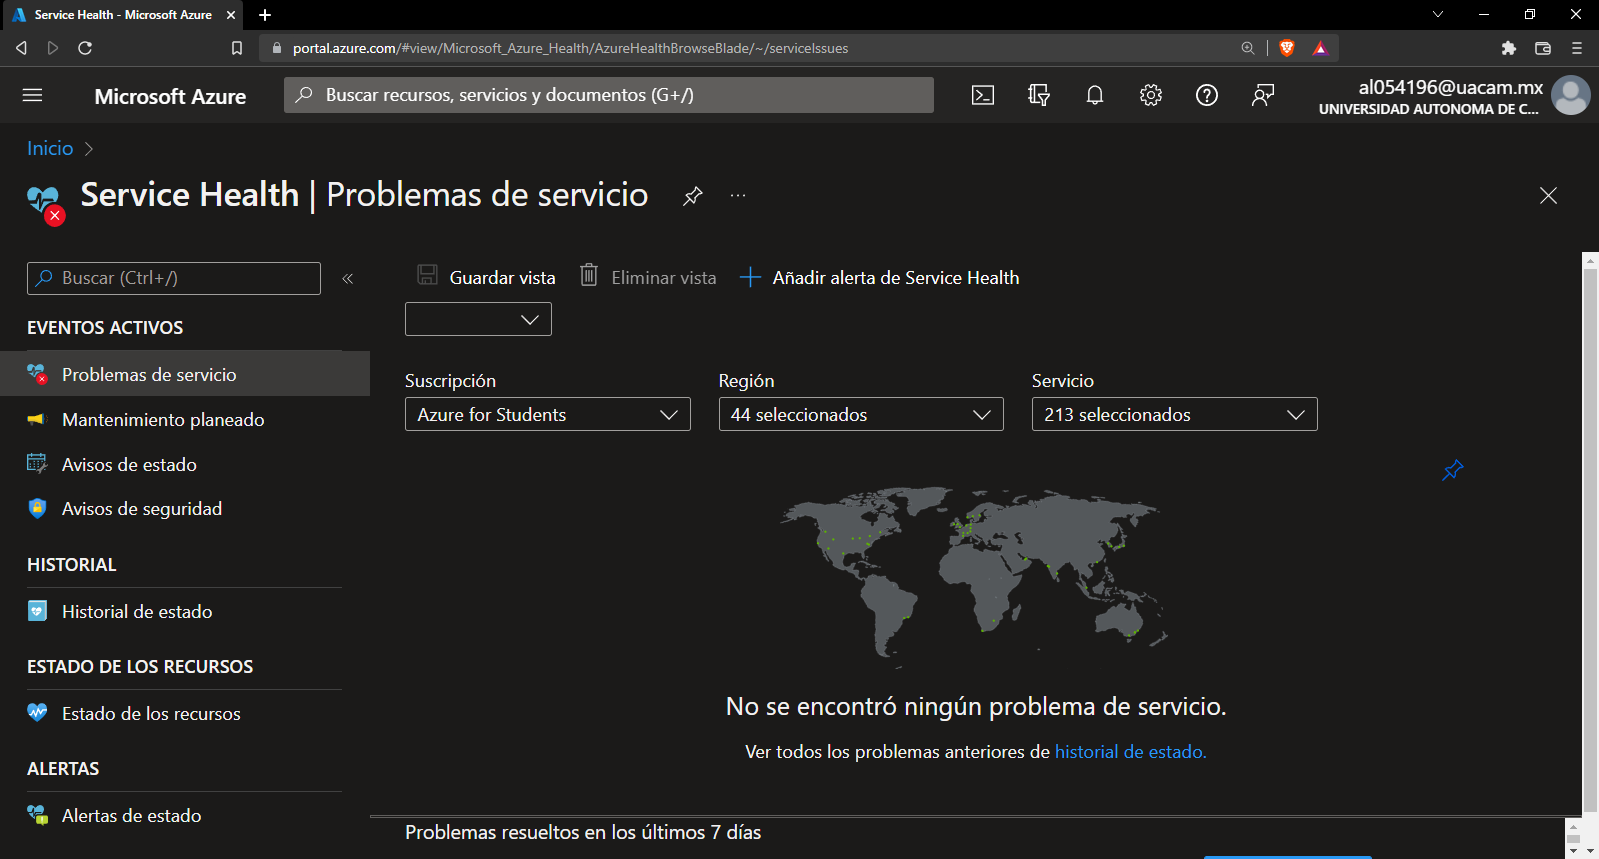 Service Health - Microsoft Azure
portal.azure.com/#view/Microsoft_Azure_Health/AzureHealthBrowseBlade/~/serviceIssues
Microsoft Azure
Buscar recursos, servicios y documentos (G+/)
al054196@uacam.mx
UNIVERSIDAD AUTONOMA DE C...
Inicio
Service Health | Problemas de servicio
Buscar (Ctrl+/)
Guardar vista
Eliminar vista
Añadir alerta de Service Health
EVENTOS ACTIVOS
Problemas de servicio
Mantenimiento planeado
Avisos de estado
Avisos de seguridad
HISTORIAL
Historial de estado
ESTADO DE LOS RECURSOS
Estado de los recursos
ALERTAS
Alertas de estado
Suscripción
Azure for Students
Región
44 seleccionados
Servicio
213 seleccionados
No se encontró ningún problema de servicio.
Ver todos los problemas anteriores de historial de estado.
Problemas resueltos en los últimos 7 días